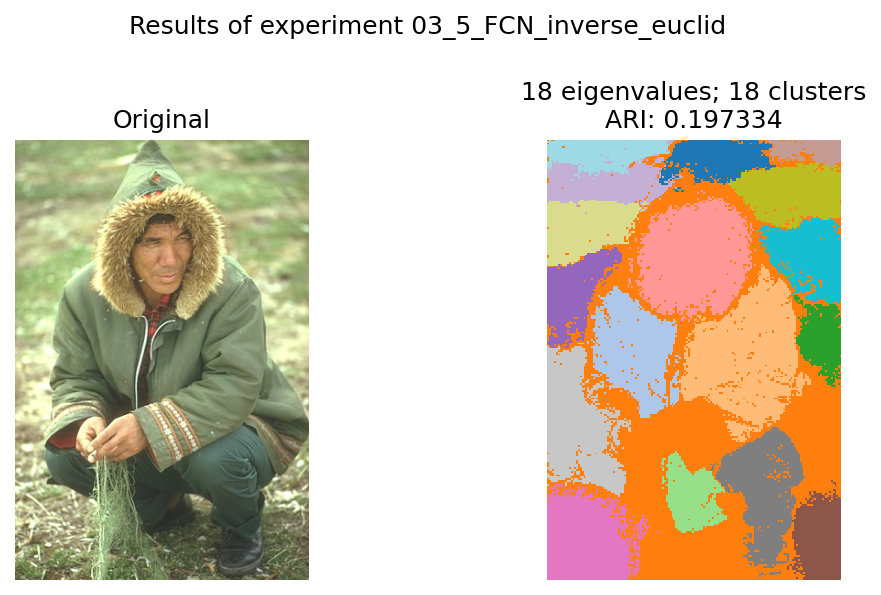 Results of experiment 03_5_FCN_inverse_euclid
Original
18 eigenvalues; 18 clusters
ARI: 0.197334